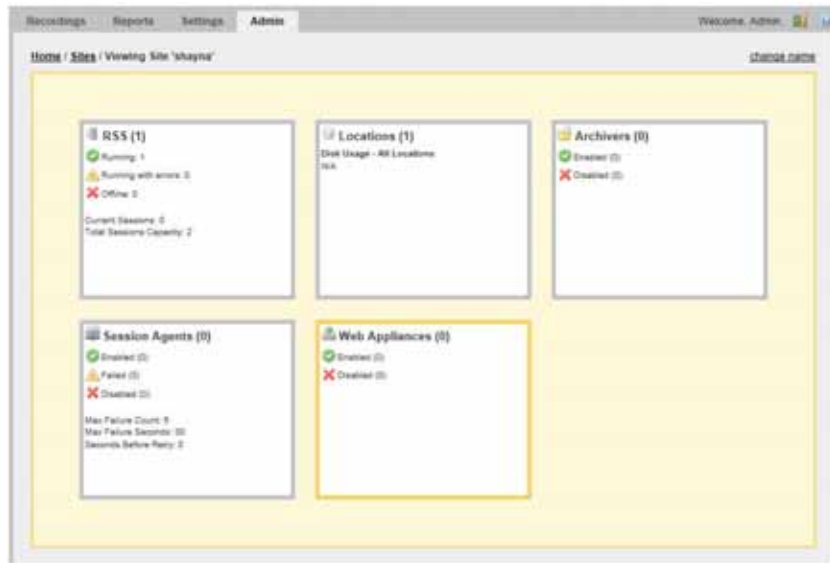 Recordings Reports Settings Admin Welcome, Admin
Home / Sites / Viewing Site 'shayna' change name
RSS (1)
Running: 1
Running with errors: 0
Offline: 0
Current Sessions: 0
Total Sessions Capacity: 2
Locations (1)
Disk Usage - All Locations
N/A
Archivers (0)
Enabled (0)
Disabled (0)
Session Agents (0)
Enabled (0)
Failed (0)
Disabled (0)
Max Failure Count: 5
Max Failure Seconds: 30
Seconds Before Retry: 0
Web Appliances (0)
Enabled (0)
Disabled (0)